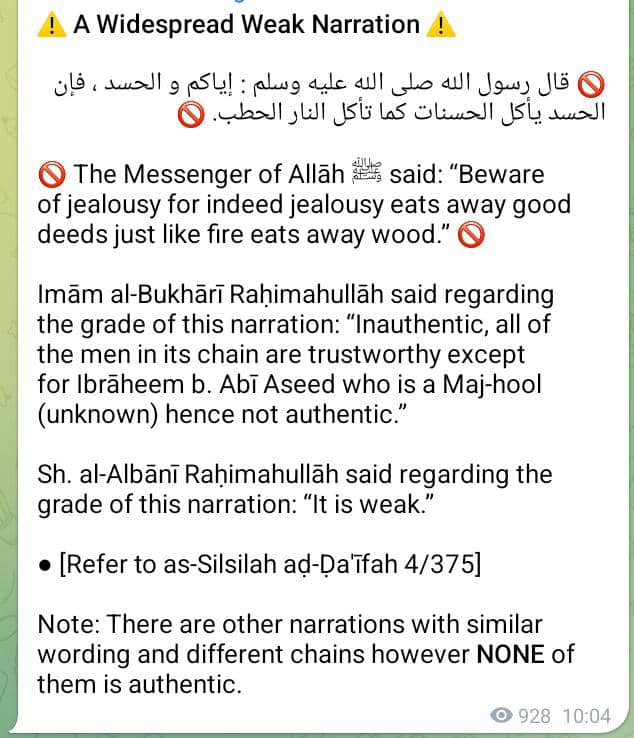 ⚠️ A Widespread Weak Narration ⚠️
🚫 قال رسول الله صلى الله عليه وسلم : إياكم و الحسد ، فإن
الحسد يأكل الحسنات كما تأكل النار الحطب. 🚫
🚫 The Messenger of Allāh ﷺ said: “Beware
of jealousy for indeed jealousy eats away good
deeds just like fire eats away wood.” 🚫
Imām al-Bukhārī Raḥimahullāh said regarding
the grade of this narration: “Inauthentic, all of
the men in its chain are trustworthy except
for Ibrāheem b. Abī Aseed who is a Maj-hool
(unknown) hence not authentic.”
Sh. al-Albānī Raḥimahullāh said regarding the
grade of this narration: “It is weak.”
● [Refer to as-Silsilah aḍ-Ḍa'īfah 4/375]
Note: There are other narrations with similar
wording and different chains however NONE of
them is authentic.
928 10:04